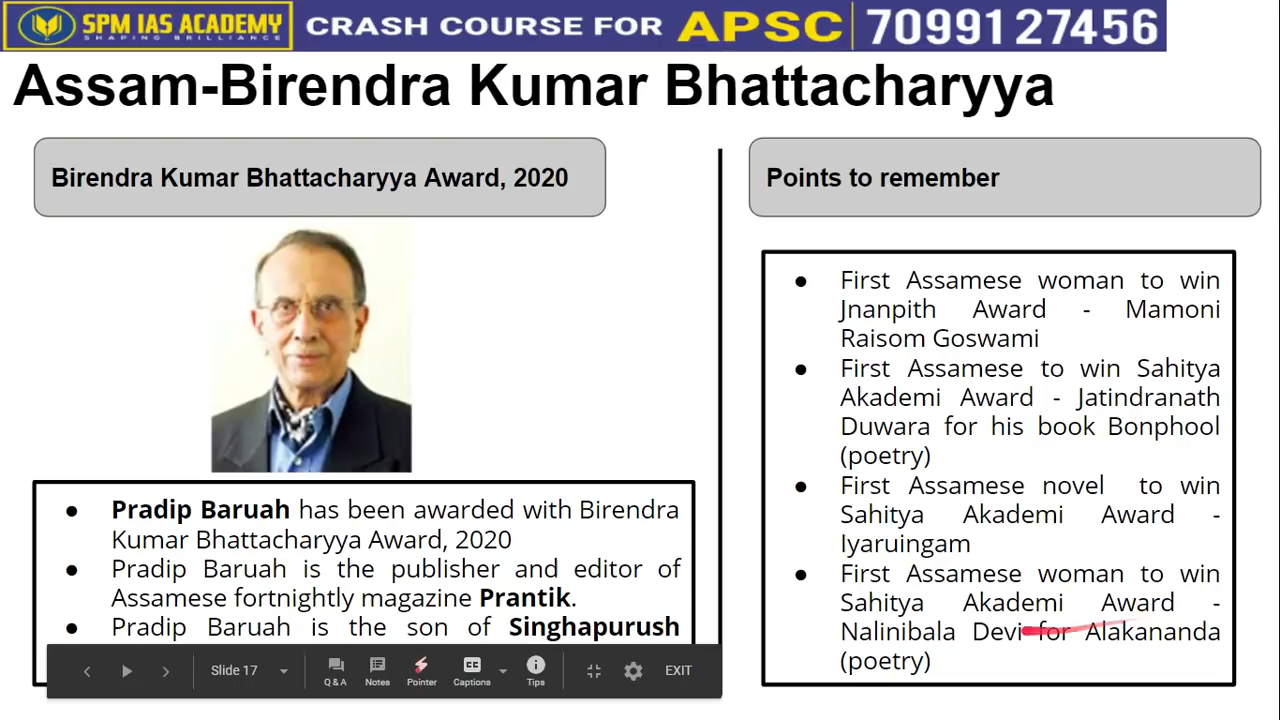 SPM IAS ACADEMY
SHAPING BRILLIANCE
CRASH COURSE FOR APSC 70991 27456
Assam-Birendra Kumar Bhattacharyya
Birendra Kumar Bhattacharyya Award, 2020
● Pradip Baruah has been awarded with Birendra
Kumar Bhattacharyya Award, 2020
● Pradip Baruah is the publisher and editor of
Assamese fortnightly magazine Prantik.
● Pradip Baruah is the son of Singhapurush
Points to remember
● First Assamese woman to win
Jnanpith Award - Mamoni
Raisom Goswami
● First Assamese to win Sahitya
Akademi Award - Jatindranath
Duwara for his book Bonphool
(poetry)
● First Assamese novel to win
Sahitya Akademi Award -
Iyaruingam
● First Assamese woman to win
Sahitya Akademi Award -
Nalinibala Devi for Alakananda
(poetry)
Slide 17
Q & A
Notes
Pointer
Captions
Tips
EXIT